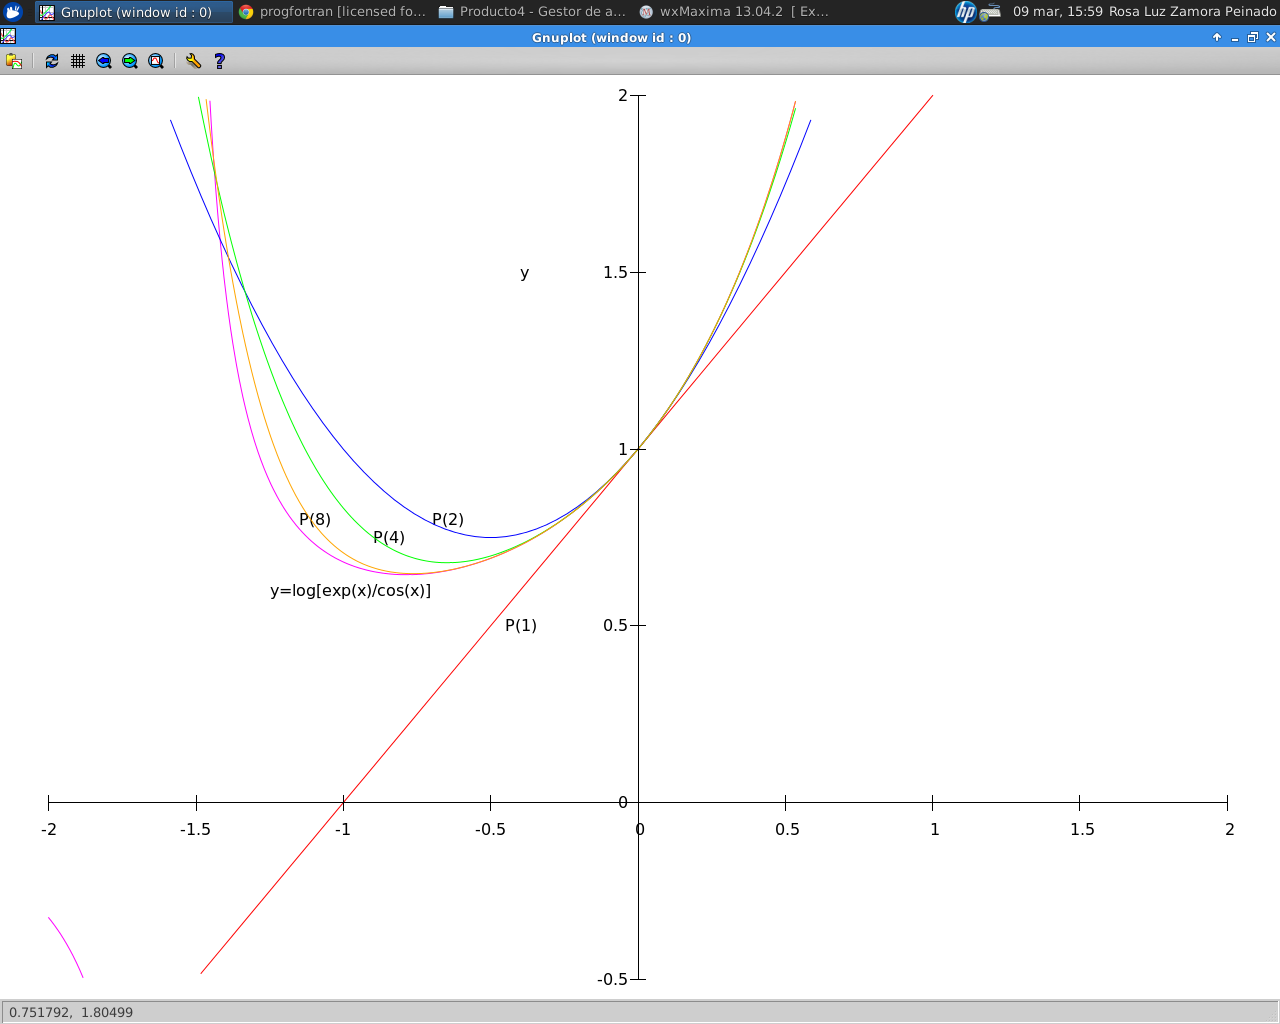 Gnuplot (window id : 0)
progfortran [licensed fo...
Producto4 - Gestor de a...
wxMaxima 13.04.2 [ Ex...
hp
09 mar, 15:59 Rosa Luz Zamora Peinado
Gnuplot (window id : 0)
?
2
1.5
y
1
P(8)
P(2)
P(4)
y=log[exp(x)/cos(x)]
0.5
P(1)
0
-2
-1.5
-1
-0.5
0
0.5
1
1.5
2
-0.5
0.751792, 1.80499